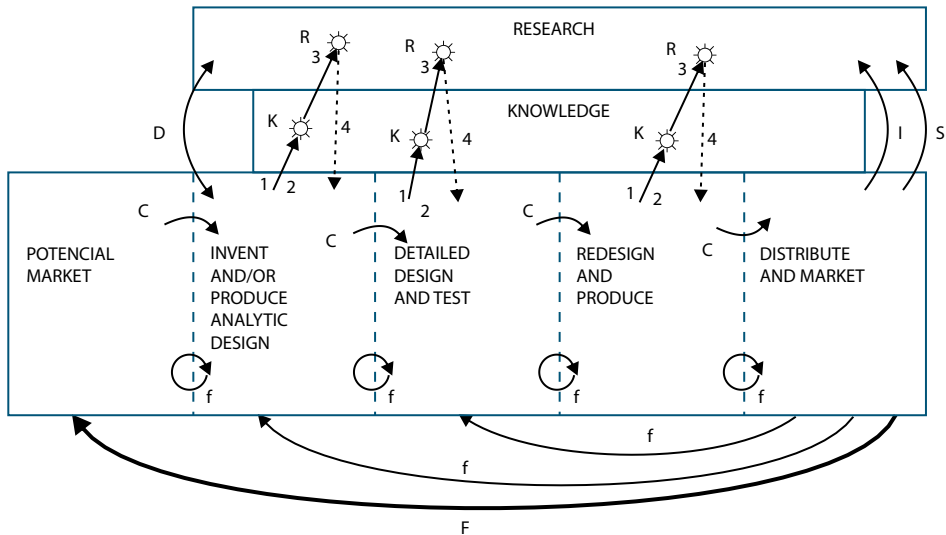 RESEARCH
R
3
R
3
R
3
KNOWLEDGE
K
4
K
4
K
4
D
I
S
1
2
1
2
1
2
C
C
C
C
POTENCIAL
MARKET
INVENT
AND/OR
PRODUCE
ANALYTIC
DESIGN
DETAILED
DESIGN
AND TEST
REDESIGN
AND
PRODUCE
DISTRIBUTE
AND MARKET
f
f
f
f
f
f
F